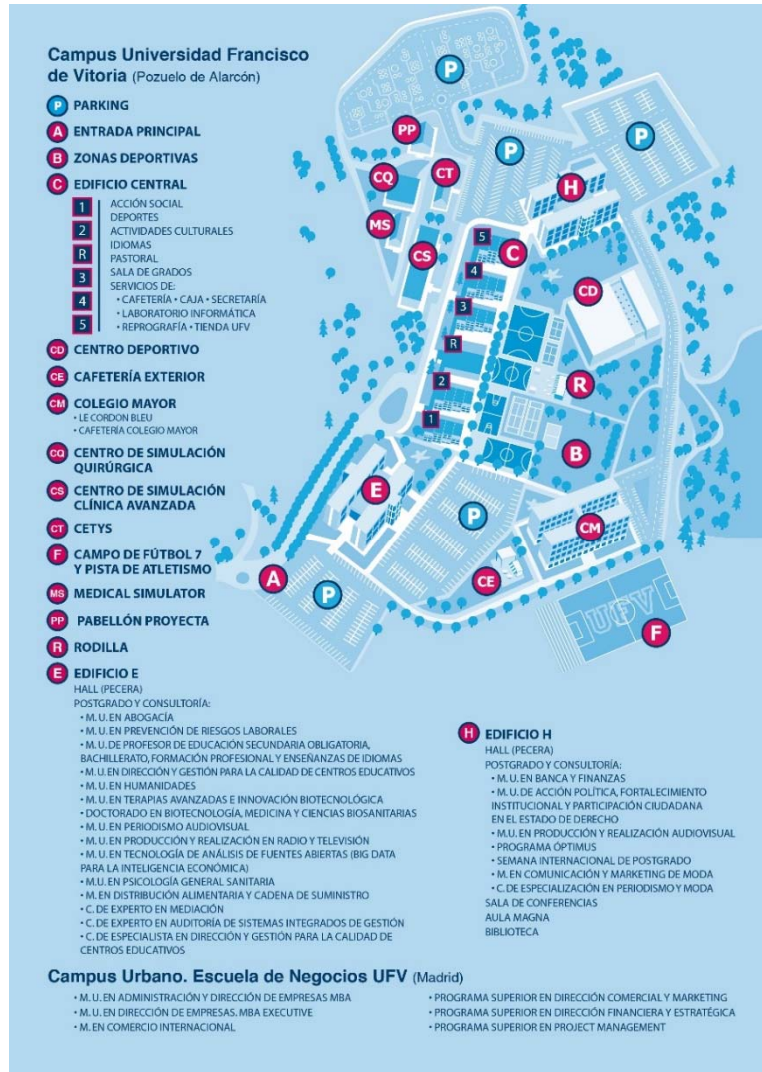 Campus Universidad Francisco
de Vitoria (Pozuelo de Alarcón)
P PARKING
A ENTRADA PRINCIPAL
B ZONAS DEPORTIVAS
C EDIFICIO CENTRAL
1 ACCIÓN SOCIAL
DEPORTES
2 ACTIVIDADES CULTURALES
IDIOMAS
R PASTORAL
3 SALA DE GRADOS
SERVICIOS DE:
4 • CAFETERÍA • CAJA • SECRETARÍA
• LABORATORIO INFORMÁTICA
5 • REPROGRAFÍA • TIENDA UFV
CD CENTRO DEPORTIVO
CE CAFETERÍA EXTERIOR
CM COLEGIO MAYOR
• LE CORDON BLEU
• CAFETERÍA COLEGIO MAYOR
CQ CENTRO DE SIMULACIÓN
QUIRÚRGICA
CS CENTRO DE SIMULACIÓN
CLÍNICA AVANZADA
CT CETYS
F CAMPO DE FÚTBOL 7
Y PISTA DE ATLETISMO
MS MEDICAL SIMULATOR
PP PABELLÓN PROYECTA
R RODILLA
E EDIFICIO E
HALL (PECERA)
POSTGRADO Y CONSULTORÍA:
• M. U. EN ABOGACÍA
• M. U. EN PREVENCIÓN DE RIESGOS LABORALES
• M. U. DE PROFESOR DE EDUCACIÓN SECUNDARIA OBLIGATORIA,
BACHILLERATO, FORMACIÓN PROFESIONAL Y ENSEÑANZAS DE IDIOMAS
• M. U. EN DIRECCIÓN Y GESTIÓN PARA LA CALIDAD DE CENTROS EDUCATIVOS
• M. U. EN HUMANIDADES
• M. U. EN TERAPIAS AVANZADAS E INNOVACIÓN BIOTECNOLÓGICA
• DOCTORADO EN BIOTECNOLOGÍA, MEDICINA Y CIENCIAS BIOSANITARIAS
• M. U. EN PERIODISMO AUDIOVISUAL
• M. U. EN PRODUCCIÓN Y REALIZACIÓN EN RADIO Y TELEVISIÓN
• M. U. EN TECNOLOGÍA DE ANÁLISIS DE FUENTES ABIERTAS (BIG DATA
PARA LA INTELIGENCIA ECONÓMICA)
• M.U. EN PSICOLOGÍA GENERAL SANITARIA
• M. EN DISTRIBUCIÓN ALIMENTARIA Y CADENA DE SUMINISTRO
• C. DE EXPERTO EN MEDIACIÓN
• C. DE EXPERTO EN AUDITORÍA DE SISTEMAS INTEGRADOS DE GESTIÓN
• C. DE ESPECIALISTA EN DIRECCIÓN Y GESTIÓN PARA LA CALIDAD DE
CENTROS EDUCATIVOS
P
P
P
PP
CT
CQ
H
MS
5
C
CS
4
CD
3
R
R
2
1
B
E
P
CM
A
P
CE
UFV
F
H EDIFICIO H
HALL (PECERA)
POSTGRADO Y CONSULTORÍA:
• M. U. EN BANCA Y FINANZAS
• M. U. DE ACCIÓN POLÍTICA, FORTALECIMIENTO
INSTITUCIONAL Y PARTICIPACIÓN CIUDADANA
EN EL ESTADO DE DERECHO
• M.U. EN PRODUCCIÓN Y REALIZACIÓN AUDIOVISUAL
• PROGRAMA ÓPTIMUS
• SEMANA INTERNACIONAL DE POSTGRADO
• M. EN COMUNICACIÓN Y MARKETING DE MODA
• C. DE ESPECIALIZACIÓN EN PERIODISMO Y MODA
SALA DE CONFERENCIAS
AULA MAGNA
BIBLIOTECA
Campus Urbano. Escuela de Negocios UFV (Madrid)
• M. U. EN ADMINISTRACIÓN Y DIRECCIÓN DE EMPRESAS MBA
• M. U. EN DIRECCIÓN DE EMPRESAS. MBA EXECUTIVE
• M. EN COMERCIO INTERNACIONAL
• PROGRAMA SUPERIOR EN DIRECCIÓN COMERCIAL Y MARKETING
• PROGRAMA SUPERIOR EN DIRECCIÓN FINANCIERA Y ESTRATÉGICA
• PROGRAMA SUPERIOR EN PROJECT MANAGEMENT